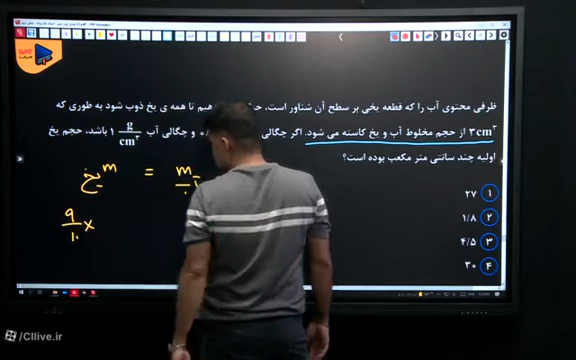 ظرفی محتوی آب را که قطعه یخی بر سطح آن شناور است، هیم تا همه ی یخ ذوب شود به طوری که
۳cm³ از حجم مخلوط آب و یخ کاسته می شود. اگر چگالی و چگالی آب ۱ g/cm³ باشد، حجم یخ
اولیه چند سانتی متر مکعب بوده است؟
۱ ۲۷
۲ ۱/۸
۳ ۴/۵
۴ ۳۰
m یخ = m
۹/۱۰ x
/Cllive.ir